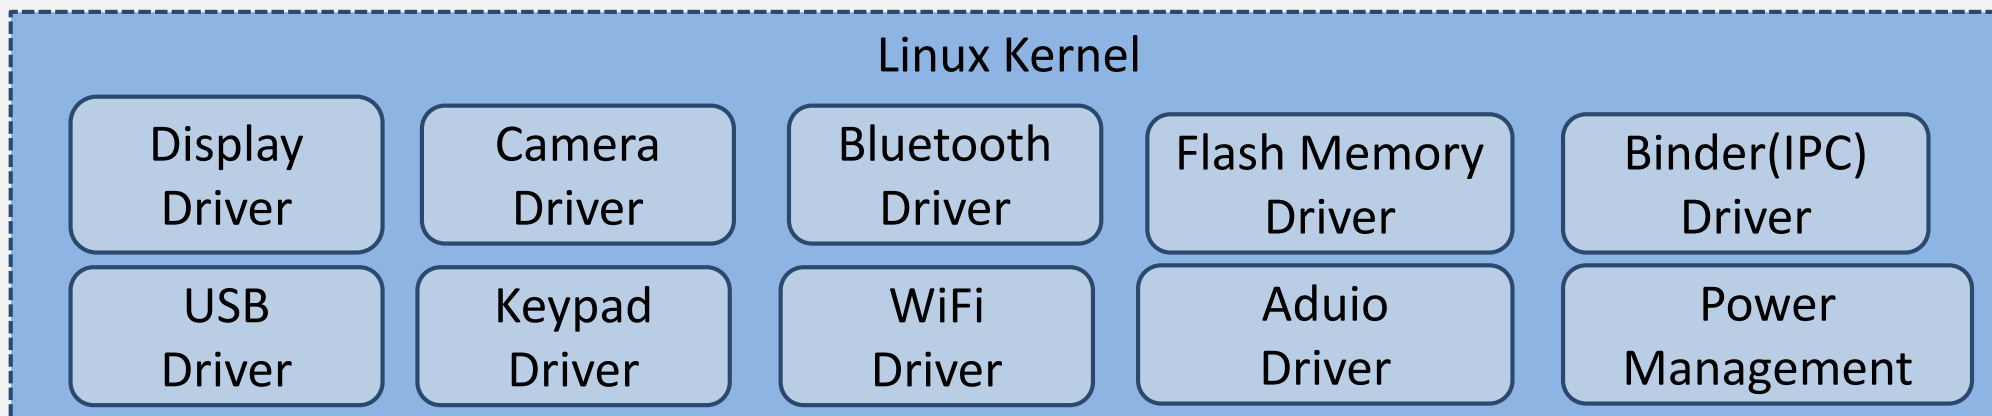 Linux Kernel
Display
Driver
Camera
Driver
Bluetooth
Driver
Flash Memory
Driver
Binder(IPC)
Driver
USB
Driver
Keypad
Driver
WiFi
Driver
Aduio
Driver
Power
Management